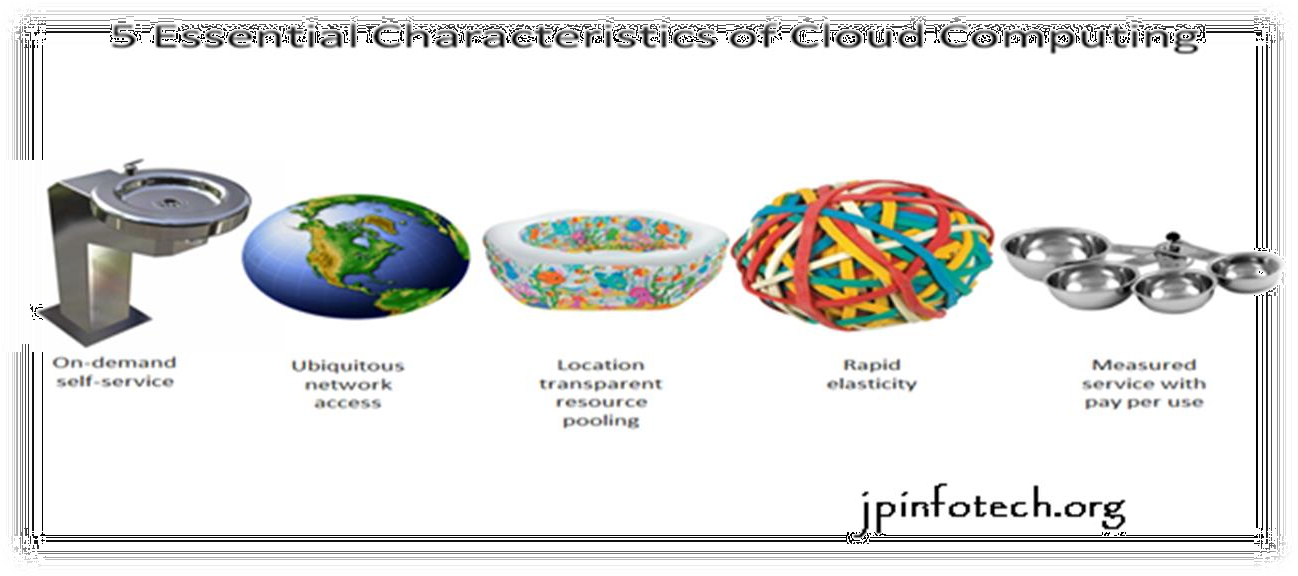 5 Essential Characteristics of Cloud Computing
On-demand
self-service
Ubiquitous
network
access
Location
transparent
resource
pooling
Rapid
elasticity
Measured
service with
pay per use
jpinfotech.org